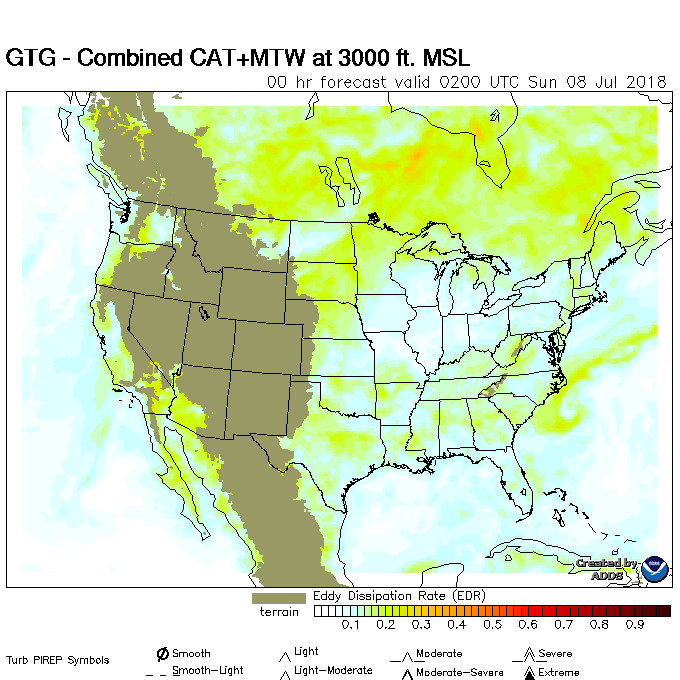 GTG - Combined CAT+MTW at 3000 ft. MSL
00 hr forecast valid 0200 UTC Sun 08 Jul 2018
Created by
ADDS
Eddy Dissipation Rate (EDR)
terrain
0.1 0.2 0.3 0.4 0.5 0.6 0.7 0.8 0.9
Turb PIREP Symbols
Smooth Light Moderate Severe
Smooth-Light Light-Moderate Moderate-Severe Extreme